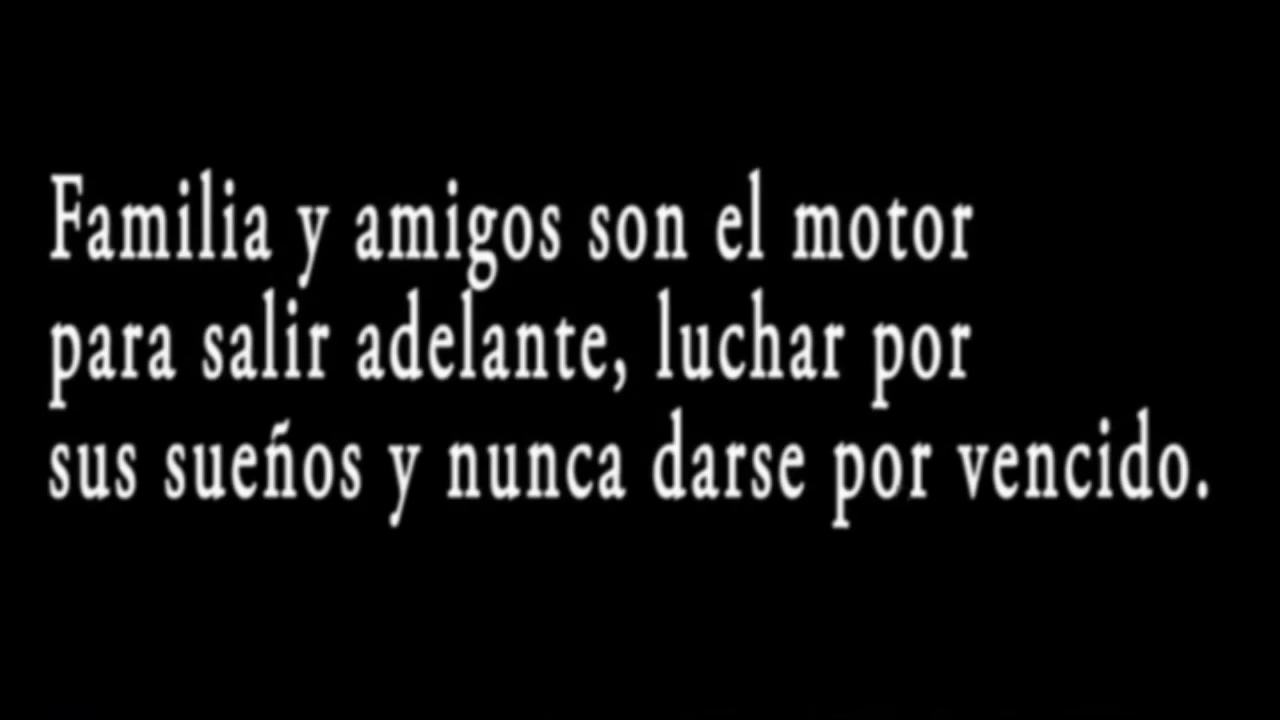 Familia y amigos son el motor
para salir adelante, luchar por
sus sueños y nunca darse por vencido.